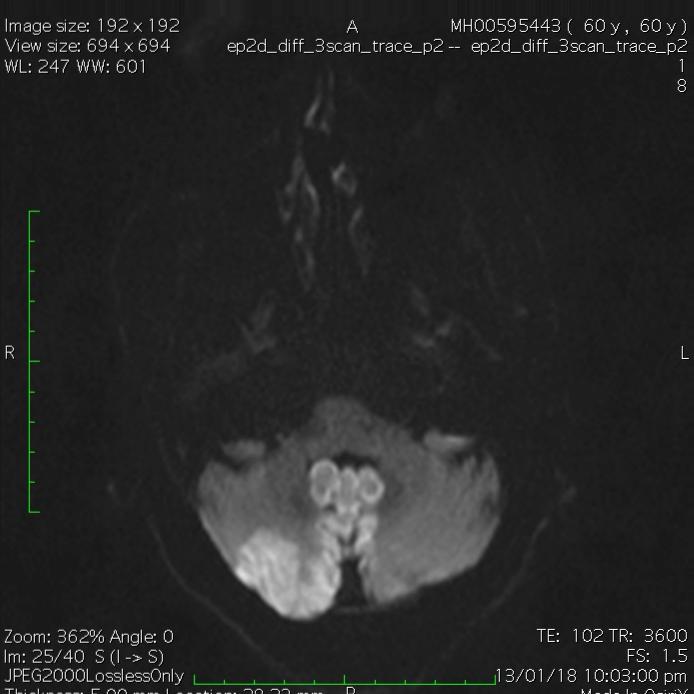 Image size: 192 x 192
View size: 694 x 694
WL: 247 WW: 601
A
MH00595443 ( 60 y, 60 y)
ep2d_diff_3scan_trace_p2 -- ep2d_diff_3scan_trace_p2
1
8
R
L
Zoom: 362% Angle: 0
Im: 25/40 S (I -> S)
JPEG2000LosslessOnly
TE: 102 TR: 3600
FS: 1.5
13/01/18 10:03:00 pm